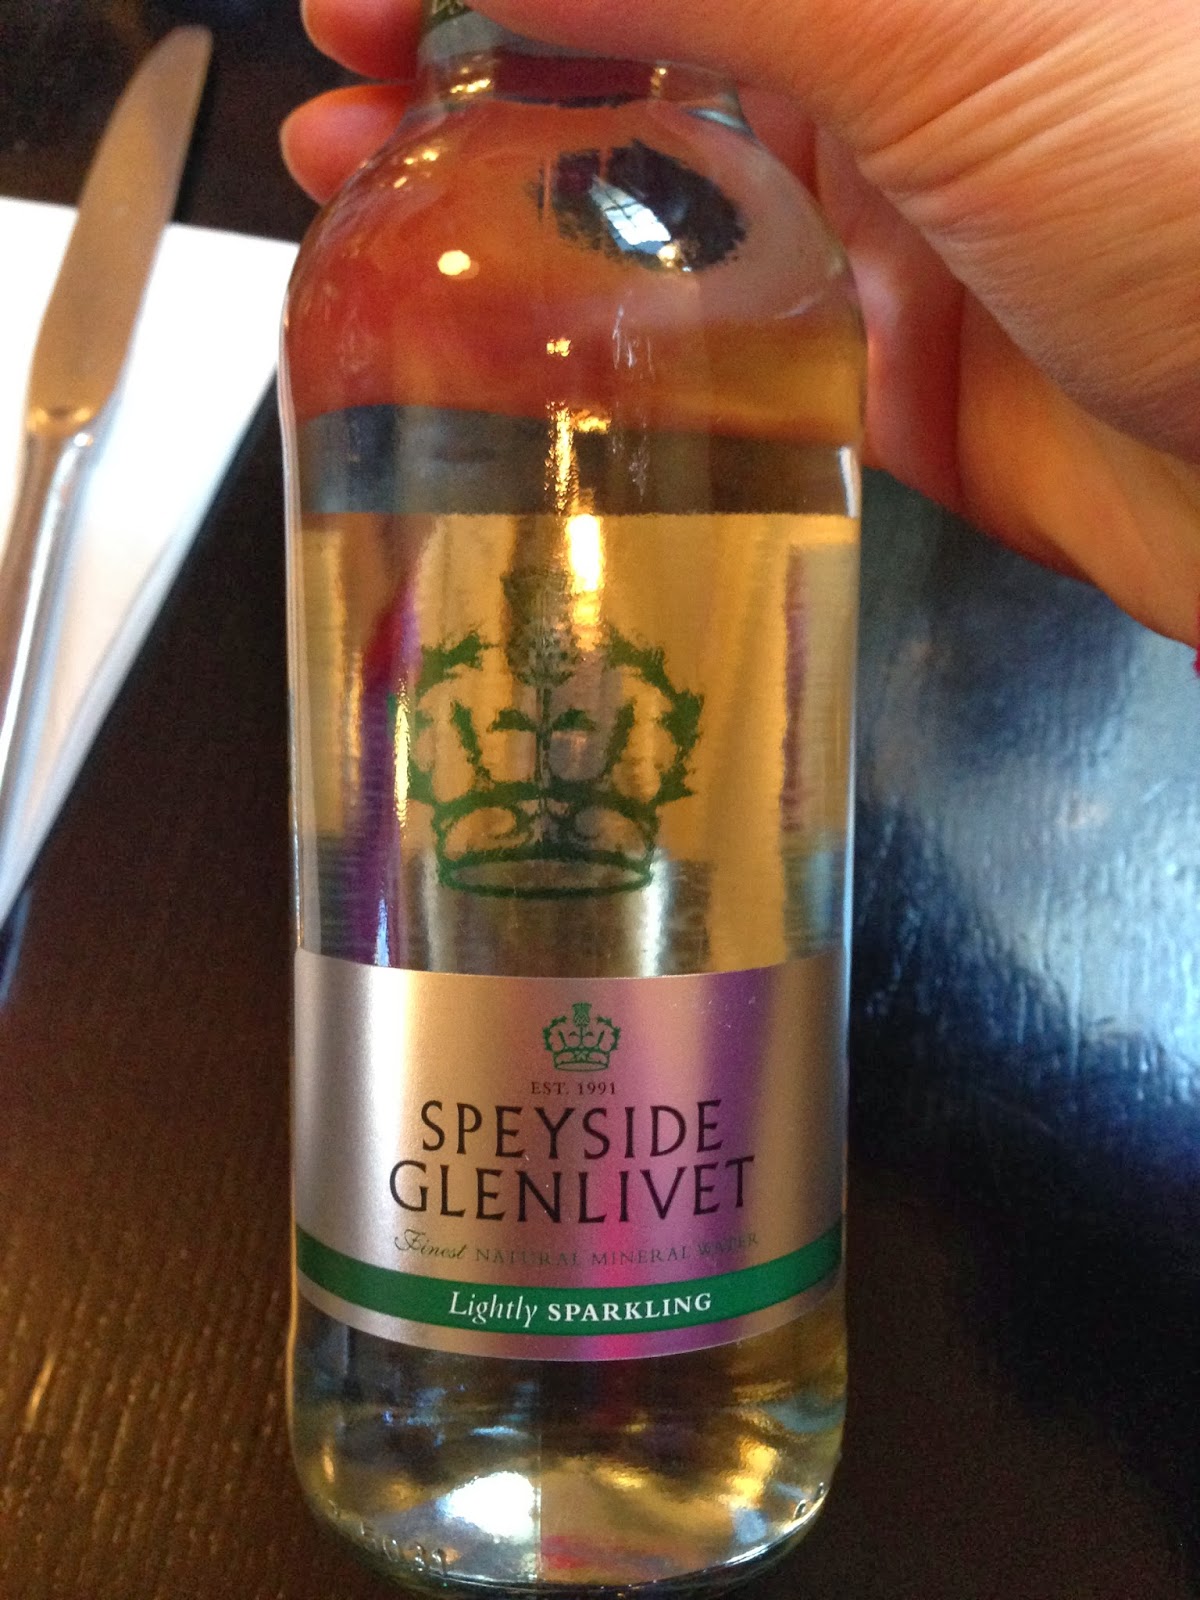 EST. 1991
SPEYSIDE
GLENLIVET
Finest NATURAL MINERAL WATER
Lightly SPARKLING